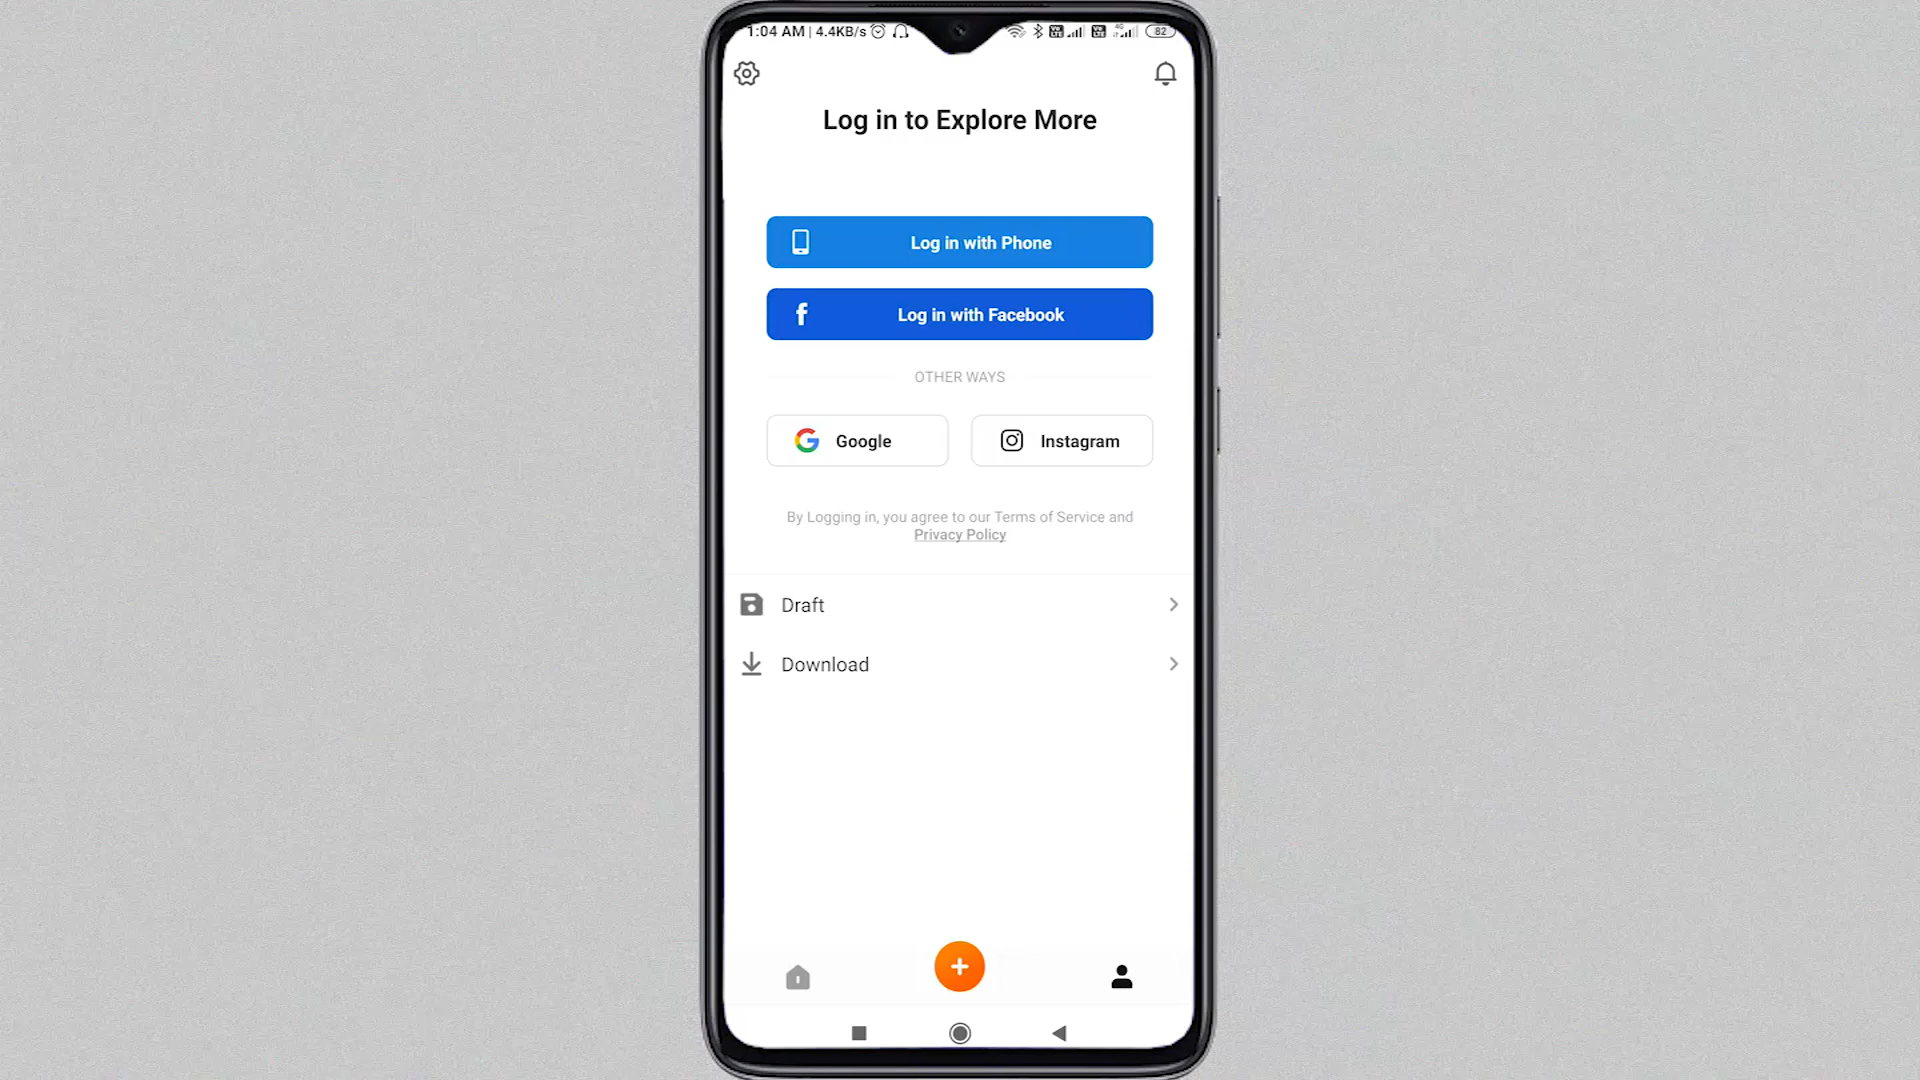 1:04 AM | 4.4KB/s 82
Log in to Explore More
Log in with Phone
Log in with Facebook
OTHER WAYS
Google
Instagram
By Logging in, you agree to our Terms of Service and
Privacy Policy
Draft
Download